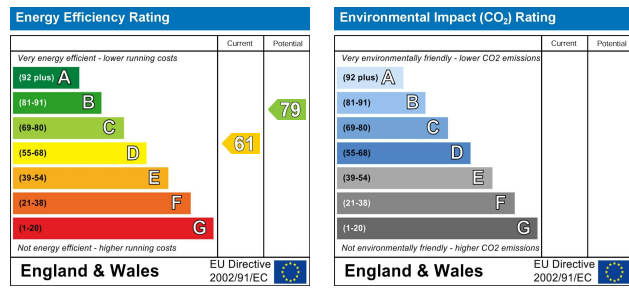 Energy Efficiency Rating
Current Potential
Very energy efficient - lower running costs
(92 plus) A
(81-91) B
(69-80) C
(55-68) D
(39-54) E
(21-38) F
(1-20) G
61
79
Not energy efficient - higher running costs
England & Wales
EU Directive
2002/91/EC
Environmental Impact (CO2) Rating
Current Potential
Very environmentally friendly - lower CO2 emissions
(92 plus) A
(81-91) B
(69-80) C
(55-68) D
(39-54) E
(21-38) F
(1-20) G
Not environmentally friendly - higher CO2 emissions
England & Wales
EU Directive
2002/91/EC